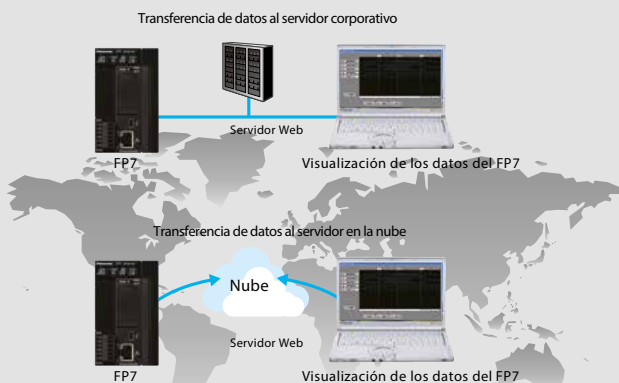 Transferencia de datos al servidor corporativo
Servidor Web
FP7
Visualización de los datos del FP7
Transferencia de datos al servidor en la nube
Nube
Servidor Web
FP7
Visualización de los datos del FP7